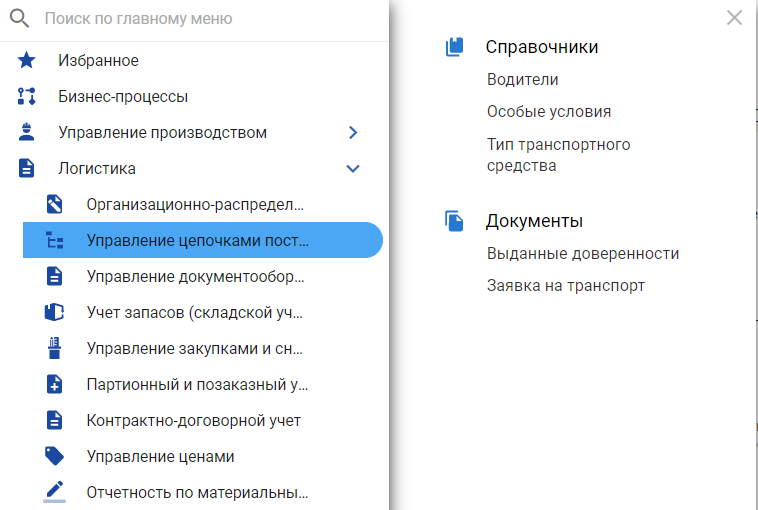 Поиск по главному меню
Избранное
Бизнес-процессы
Управление производством
Логистика
Организационно-распредел...
Управление цепочками пост...
Управление документообор...
Учет запасов (складской уч...
Управление закупками и сн...
Партионный и позаказный у...
Контрактно-договорной учет
Управление ценами
Отчетность по материальны...
Справочники
Водители
Особые условия
Тип транспортного
средства
Документы
Выданные доверенности
Заявка на транспорт